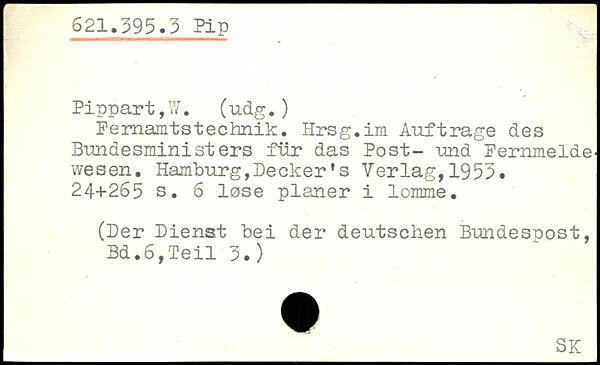 621.395.3 Pip
Pippart,W. (udg.)
Fernamtstechnik. Hrsg.im Auftrage des
Bundesministers für das Post- und Fernmelde-
wesen. Hamburg,Decker's Verlag,1953.
24+265 s. 6 løse planer i lomme.
(Der Dienst bei der deutschen Bundespost,
Bd.6,Teil 3.)
SK